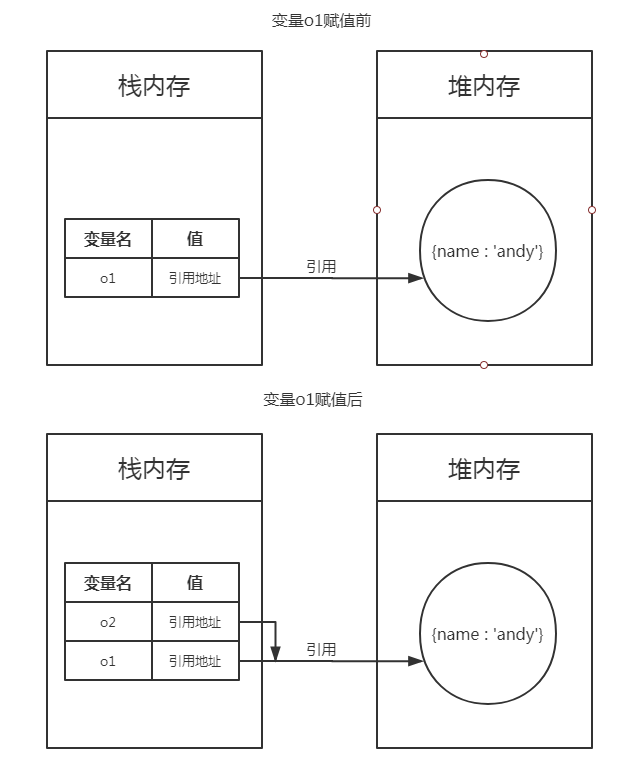 变量o1赋值前
栈内存
堆内存
变量名 值
o1 引用地址
引用
{name : 'andy'}
变量o1赋值后
栈内存
堆内存
变量名 值
o2 引用地址
o1 引用地址
引用
{name : 'andy'}